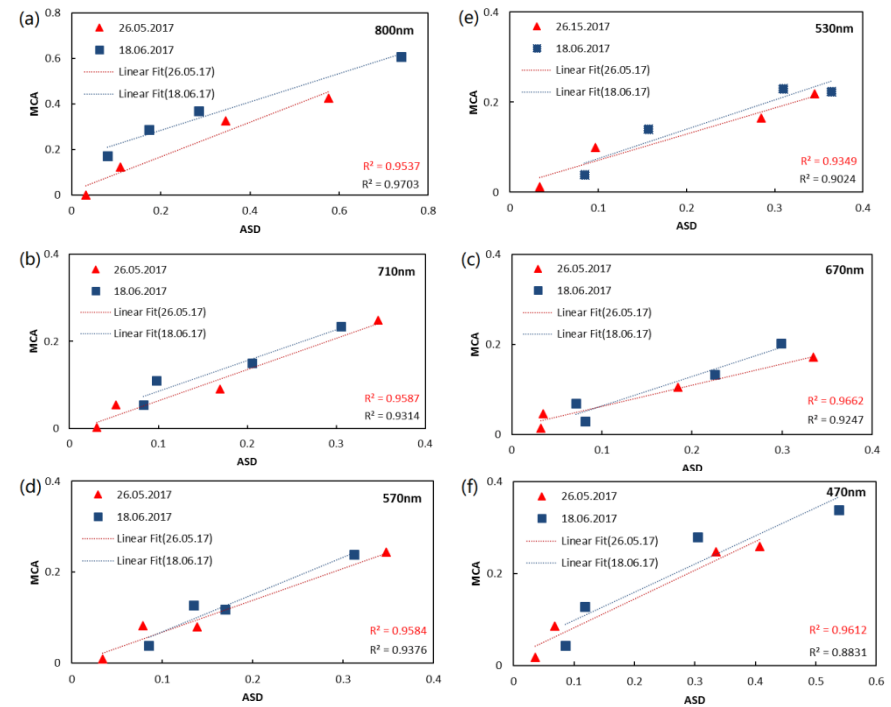 (a)
800nm
26.05.2017
18.06.2017
Linear Fit(26.05.17)
Linear Fit(18.06.17)
R² = 0.9537
R² = 0.9703
MCA
0.8
0.6
0.4
0.2
0
0 0.2 0.4 0.6 0.8
ASD
(e)
530nm
26.15.2017
18.06.2017
Linear Fit(26.05.17)
Linear Fit(18.06.17)
R² = 0.9349
R² = 0.9024
MCA
0.4
0.2
0
0 0.1 0.2 0.3 0.4
ASD
(b)
710nm
26.05.2017
18.06.2017
Linear Fit(26.05.17)
Linear Fit(18.06.17)
R² = 0.9587
R² = 0.9314
MCA
0.4
0.2
0
0 0.1 0.2 0.3 0.4
ASD
(c)
670nm
26.05.2017
18.06.2017
Linear Fit(26.05.17)
Linear Fit(18.06.17)
R² = 0.9662
R² = 0.9247
MCA
0.4
0.2
0
0 0.1 0.2 0.3 0.4
ASD
(d)
570nm
26.05.2017
18.06.2017
Linear Fit(26.05.17)
Linear Fit(18.06.17)
R² = 0.9584
R² = 0.9376
MCA
0.4
0.2
0
0 0.1 0.2 0.3 0.4
ASD
(f)
470nm
26.05.2017
18.06.2017
Linear Fit(26.05.17)
Linear Fit(18.06.17)
R² = 0.9612
R² = 0.8831
MCA
0.4
0.2
0
0 0.1 0.2 0.3 0.4 0.5 0.6
ASD